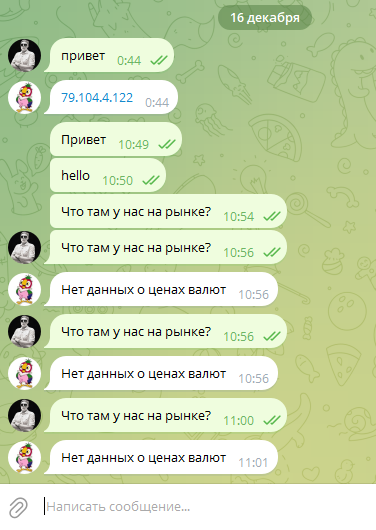 16 декабря
привет 0:44
79.104.4.122 0:44
Привет 10:49
hello 10:50
Что там у нас на рынке? 10:54
Что там у нас на рынке? 10:56
Нет данных о ценах валют 10:56
Что там у нас на рынке? 10:56
Нет данных о ценах валют 10:56
Что там у нас на рынке? 11:00
Нет данных о ценах валют 11:01
Написать сообщение...